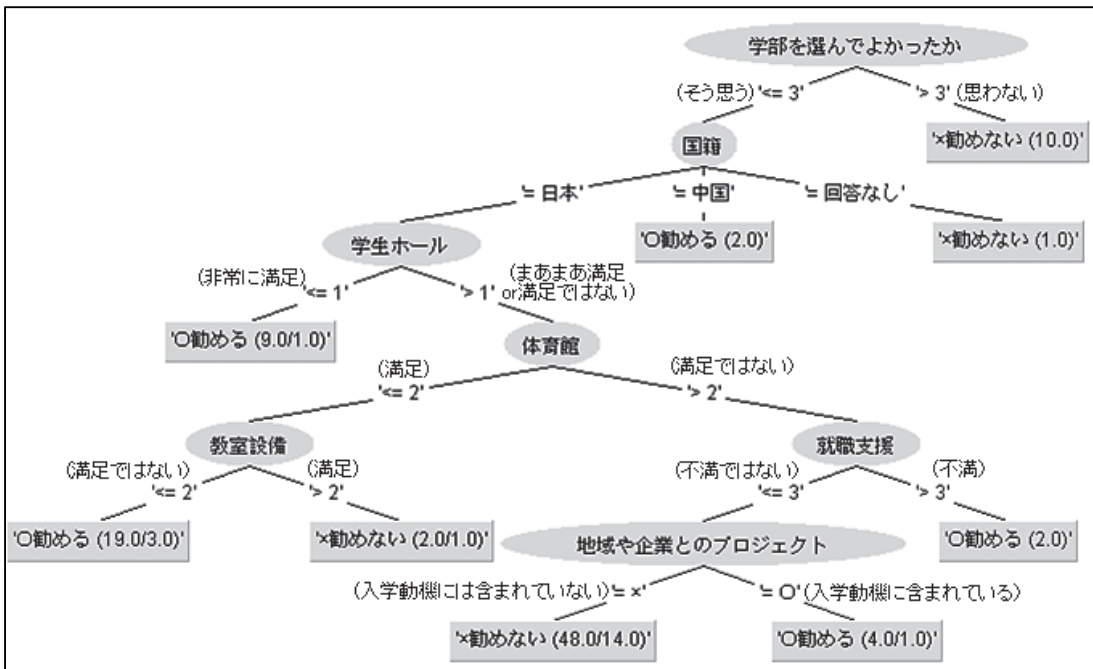 学部を選んでよかったか
(そう思う) '<= 3'
'> 3' (思わない)
国籍
'×勧めない (10.0)'
'= 日本'
'= 中国'
'= 回答なし'
学生ホール
'○勧める (2.0)'
'×勧めない (1.0)'
(非常に満足)
'<= 1'
(まあまあ満足
'> 1' or満足ではない)
'○勧める (9.0/1.0)'
体育館
(満足)
'<= 2'
(満足ではない)
'> 2'
教室設備
就職支援
(満足ではない)
'<= 2'
(満足)
'> 2'
(不満ではない)
'<= 3'
(不満)
'> 3'
'○勧める (19.0/3.0)'
'×勧めない (2.0/1.0)'
地域や企業とのプロジェクト
'○勧める (2.0)'
(入学動機には含まれていない) '= ×'
'= ○' (入学動機に含まれている)
'×勧めない (48.0/14.0)'
'○勧める (4.0/1.0)'